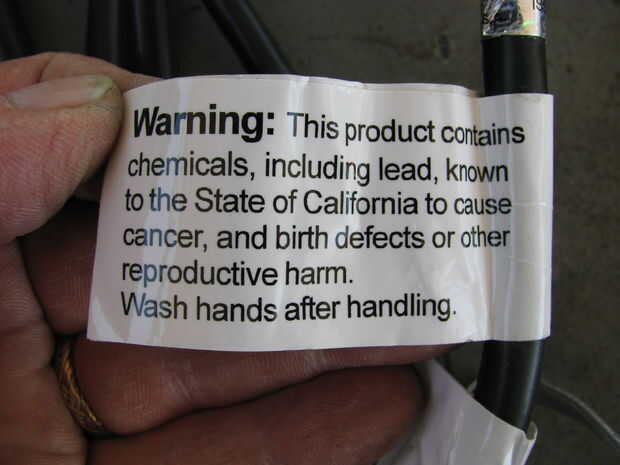 Warning: This product contains
chemicals, including lead, known
to the State of California to cause
cancer, and birth defects or other
reproductive harm.
Wash hands after handling.